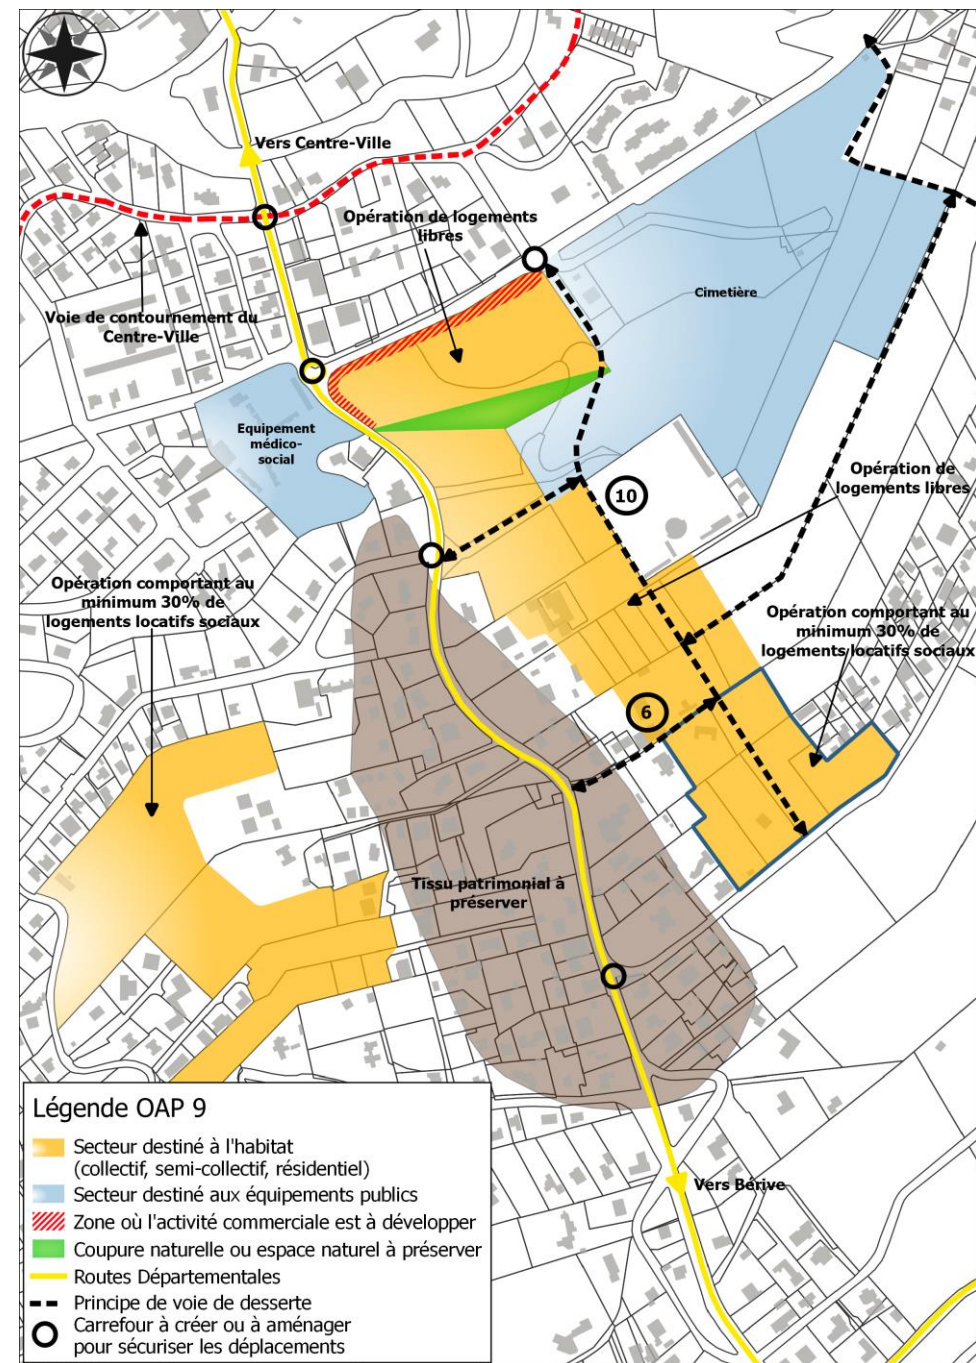 Vers Centre-Ville
Opération de logements
libres
Voie de contournement du
Centre-Ville
Cimetière
Equipement
médico-
social
Opération de
logements libres
10
Opération comportant au
minimum 30% de
logements locatifs sociaux
Opération comportant au
minimum 30% de
logements locatifs sociaux
6
Tissu patrimonial à
préserver
Vers Bérive
Légende OAP 9
Secteur destiné à l'habitat
(collectif, semi-collectif, résidentiel)
Secteur destiné aux équipements publics
Zone où l'activité commerciale est à développer
Coupure naturelle ou espace naturel à préserver
Routes Départementales
Principe de voie de desserte
Carrefour à créer ou à aménager
pour sécuriser les déplacements